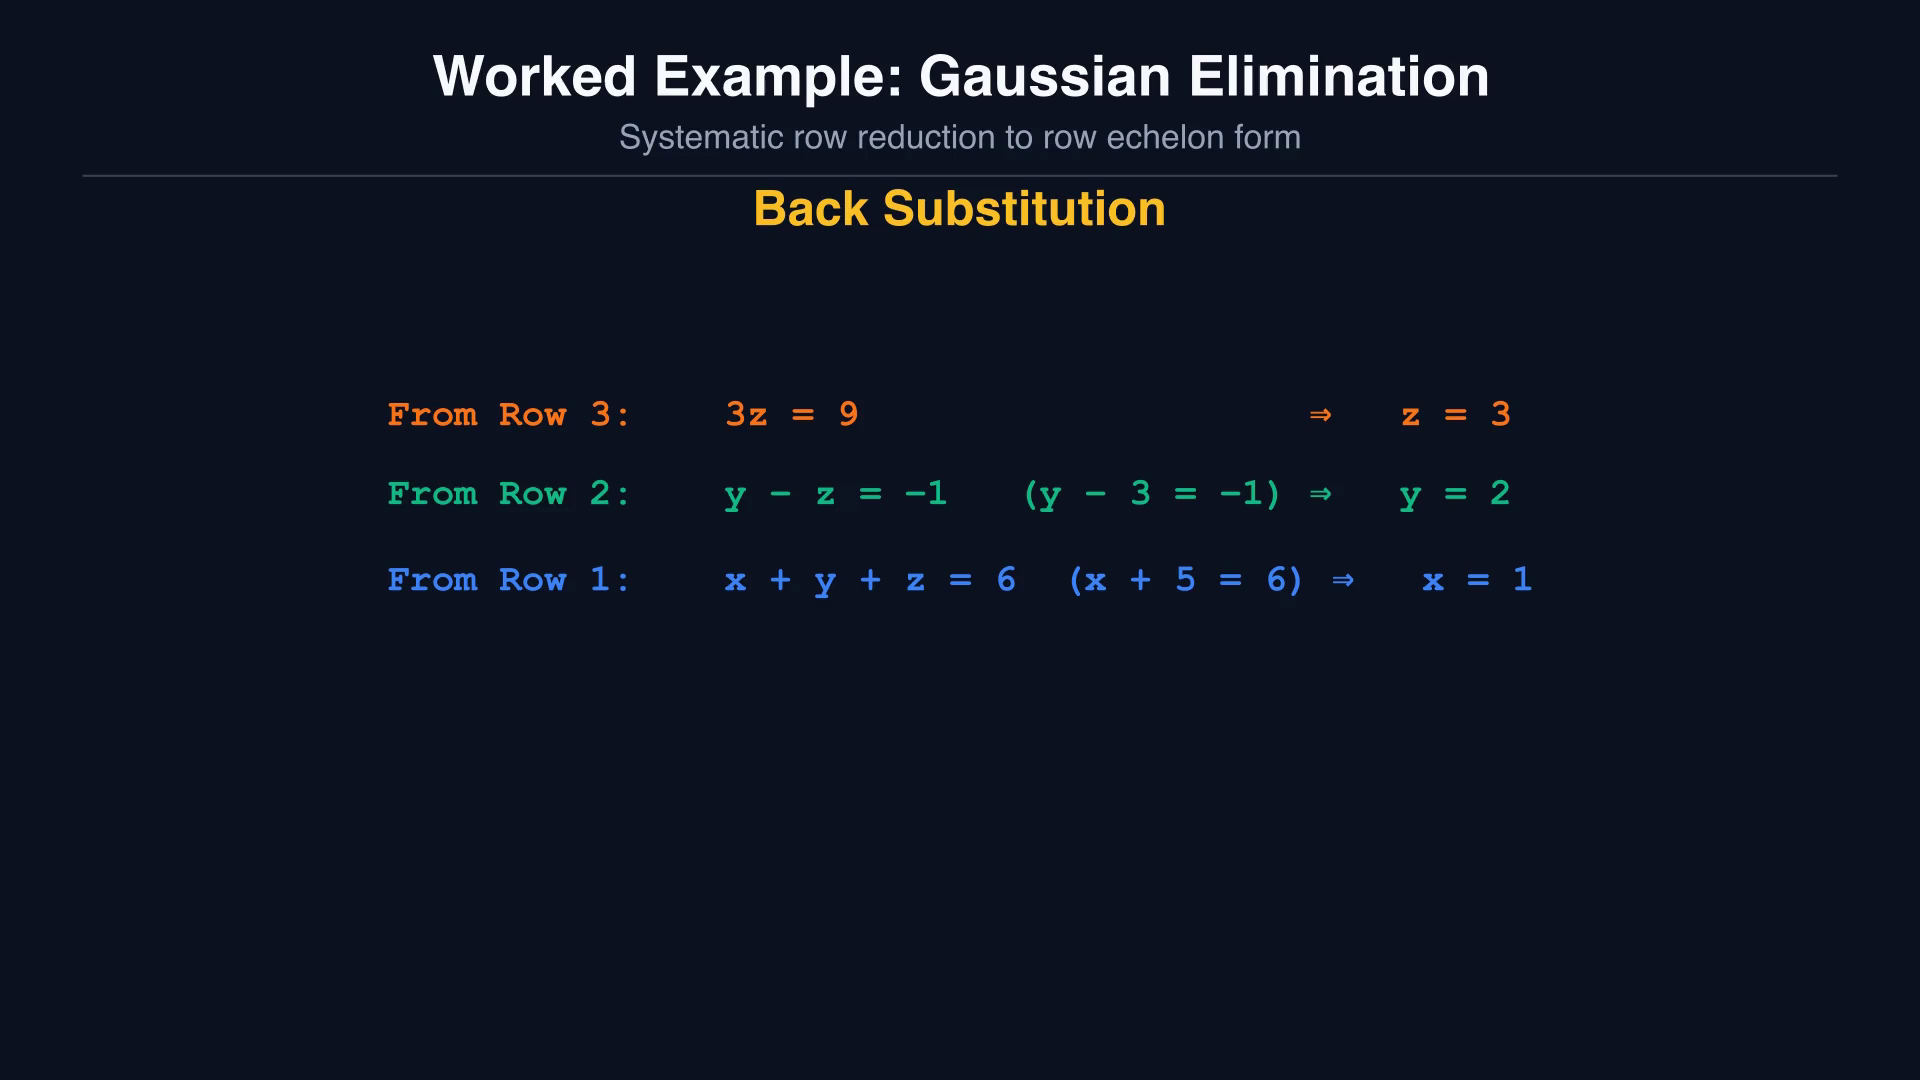 Worked Example: Gaussian Elimination
Systematic row reduction to row echelon form
Back Substitution
From Row 3: 3z = 9 ⇒ z = 3
From Row 2: y − z = −1 (y − 3 = −1) ⇒ y = 2
From Row 1: x + y + z = 6 (x + 5 = 6) ⇒ x = 1